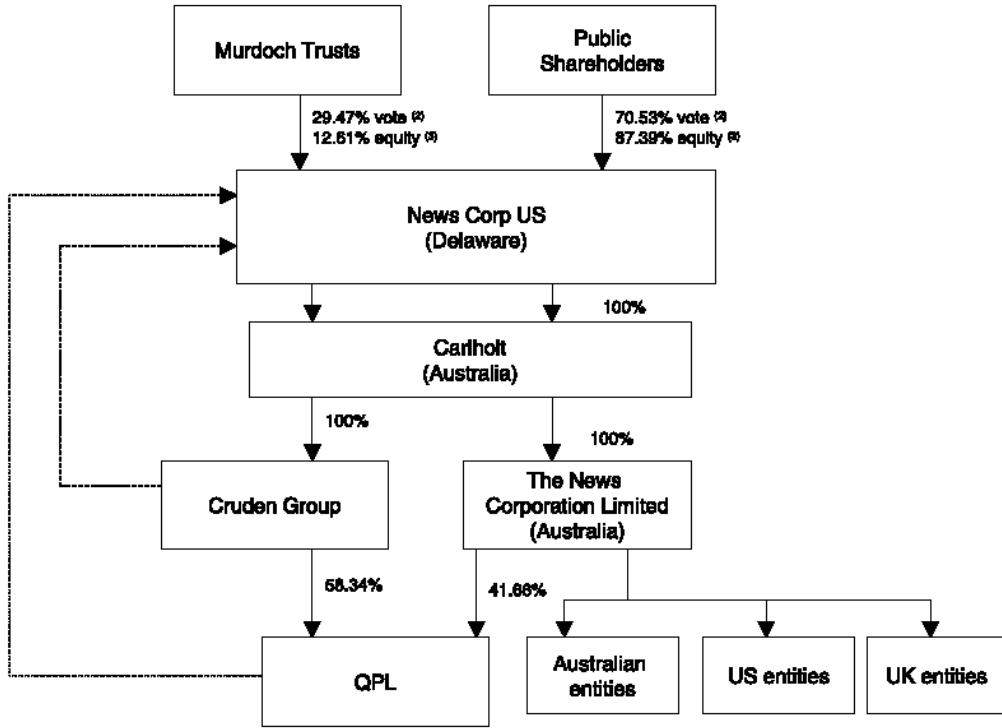 Murdoch Trusts
Public
Shareholders
29.47% vote (2)
12.61% equity (3)
70.53% vote (2)
87.39% equity (3)
News Corp US
(Delaware)
100%
Carlholt
(Australia)
100%
100%
Cruden Group
The News
Corporation Limited
(Australia)
58.34%
41.66%
QPL
Australian
entities
US entities
UK entities